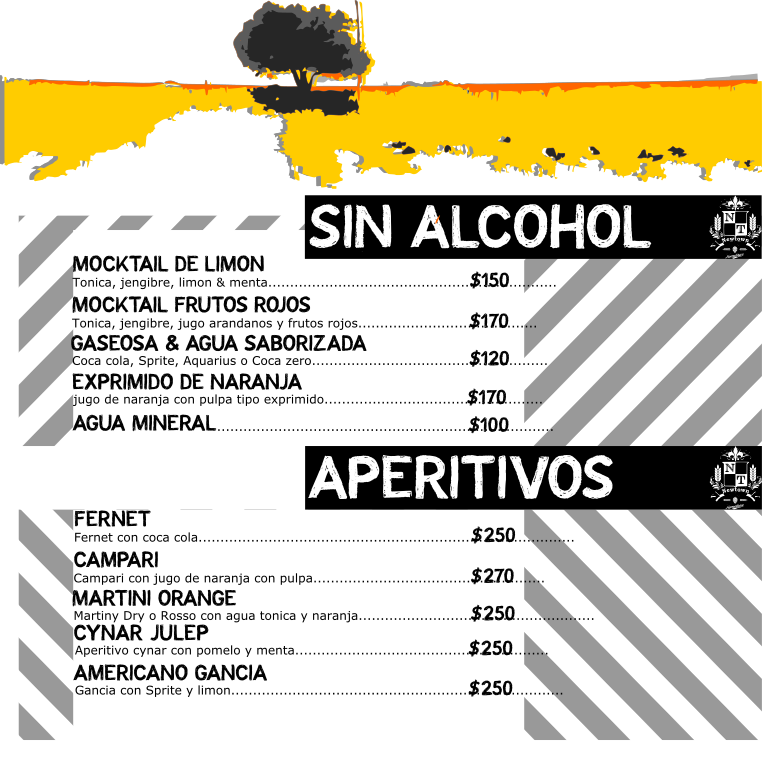 SIN ALCOHOL
N T
Newtown
MOCKTAIL DE LIMON
Tonica, jengibre, limon & menta.......................................................... $150
MOCKTAIL FRUTOS ROJOS
Tonica, jengibre, jugo arandanos y frutos rojos.................................... $170
GASEOSA & AGUA SABORIZADA
Coca cola, Sprite, Aquarius o Coca zero................................................ $120
EXPRIMIDO DE NARANJA
jugo de naranja con pulpa tipo exprimido.............................................. $170
AGUA MINERAL.................................................................... $100
APERITIVOS
N T
Newtown
FERNET
Fernet con coca cola............................................................................ $250
CAMPARI
Campari con jugo de naranja con pulpa............................................... $270
MARTINI ORANGE
Martiny Dry o Rosso con agua tonica y naranja............................................... $250
CYNAR JULEP
Aperitivo cynar con pomelo y menta................................................... $250
AMERICANO GANCIA
Gancia con Sprite y limon.................................................................... $250